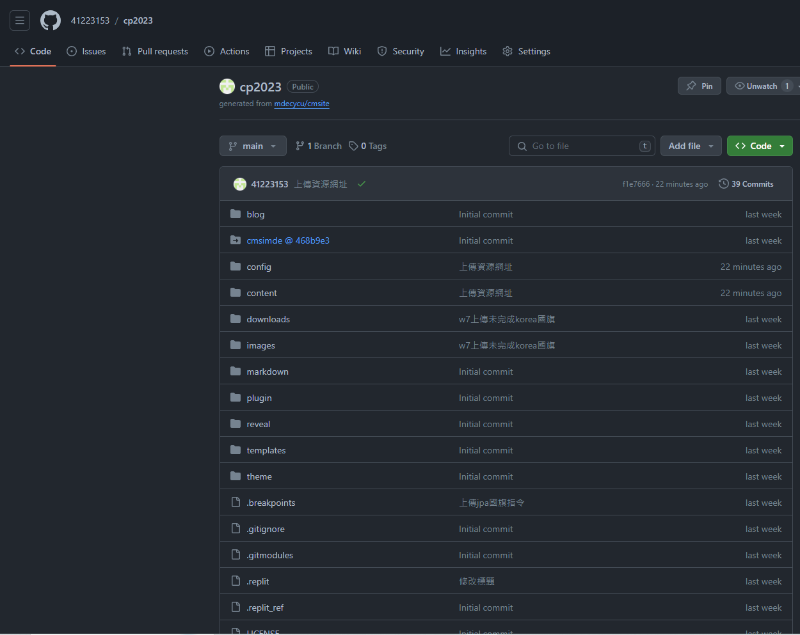 41223153 / cp2023
Code Issues Pull requests Actions Projects Wiki Security Insights Settings
cp2023 Public Pin Unwatch 1
generated from mdecycu/cmsite
main 1 Branch 0 Tags Go to file t Add file Code
41223153 上傳資源網址 f1e7666 · 22 minutes ago 39 Commits
blog Initial commit last week
cmsimde @ 468b9e3 Initial commit last week
config 上傳資源網址 22 minutes ago
content 上傳資源網址 22 minutes ago
downloads w7上傳未完成korea國旗 last week
images w7上傳未完成korea國旗 last week
markdown Initial commit last week
plugin Initial commit last week
reveal Initial commit last week
templates Initial commit last week
theme Initial commit last week
.breakpoints 上傳jpa國旗指令 last week
.gitignore Initial commit last week
.gitmodules Initial commit last week
.replit 修改標題 last week
.replit_ref Initial commit last week
LICENSE Initial commit last week